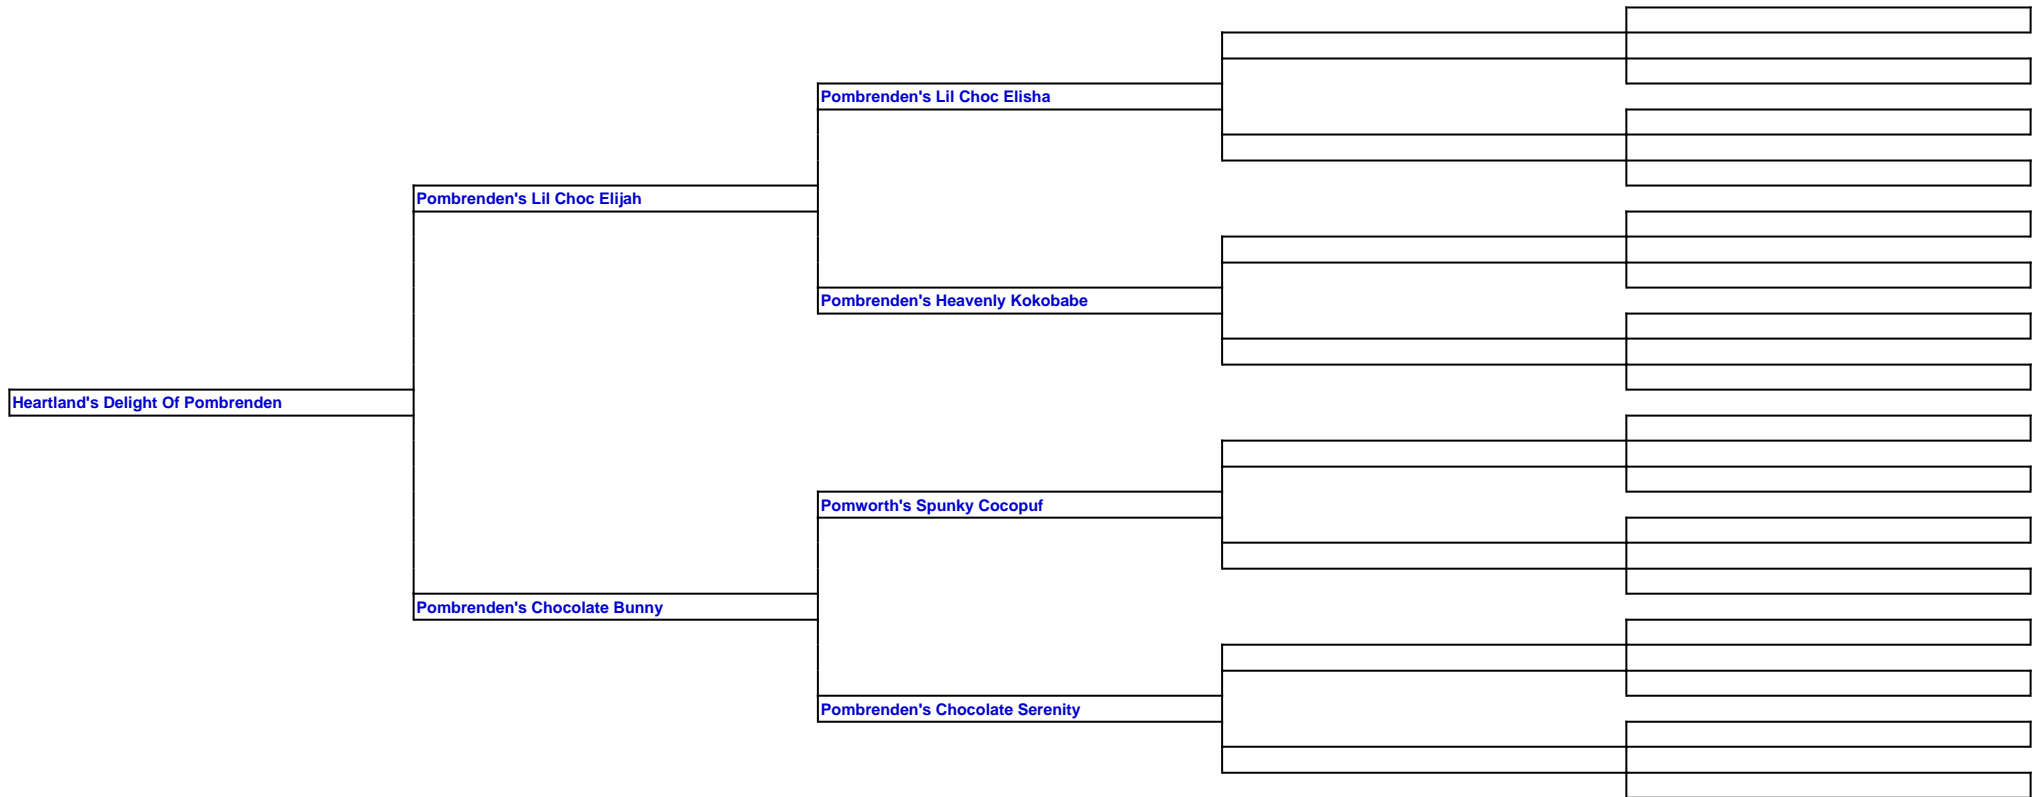 Pombrenden's Lil Choc Elisha
Pombrenden's Lil Choc Elijah
Pombrenden's Heavenly Kokobabe
Heartland's Delight Of Pombrenden
Pomworth's Spunky Cocopuf
Pombrenden's Chocolate Bunny
Pombrenden's Chocolate Serenity